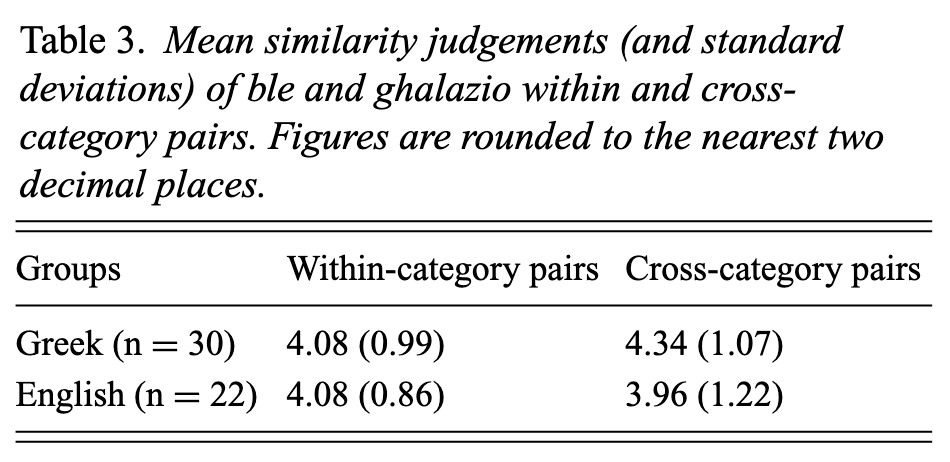 Table 3. Mean similarity judgements (and standard
deviations) of ble and ghalazio within and cross-
category pairs. Figures are rounded to the nearest two
decimal places.
Groups Within-category pairs Cross-category pairs
Greek (n = 30) 4.08 (0.99) 4.34 (1.07)
English (n = 22) 4.08 (0.86) 3.96 (1.22)